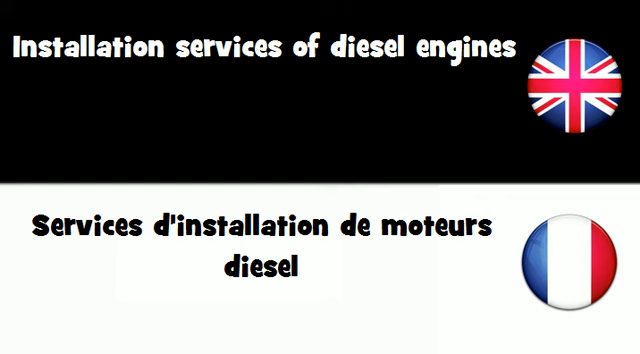 Installation services of diesel engines
Services d'installation de moteurs
diesel